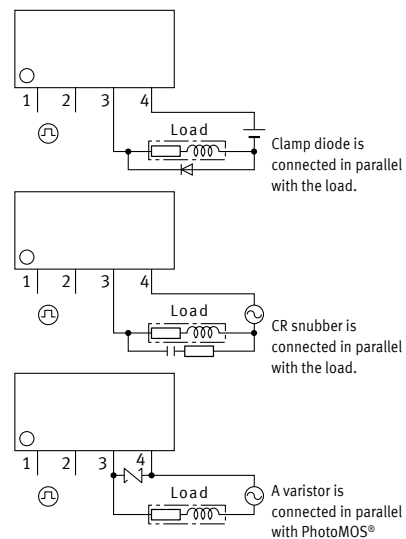 1 2 3 4
Load
Clamp diode is
connected in parallel
with the load.
1 2 3 4
Load
CR snubber is
connected in parallel
with the load.
1 2 3 4
Load
A varistor is
connected in parallel
with PhotoMOS®